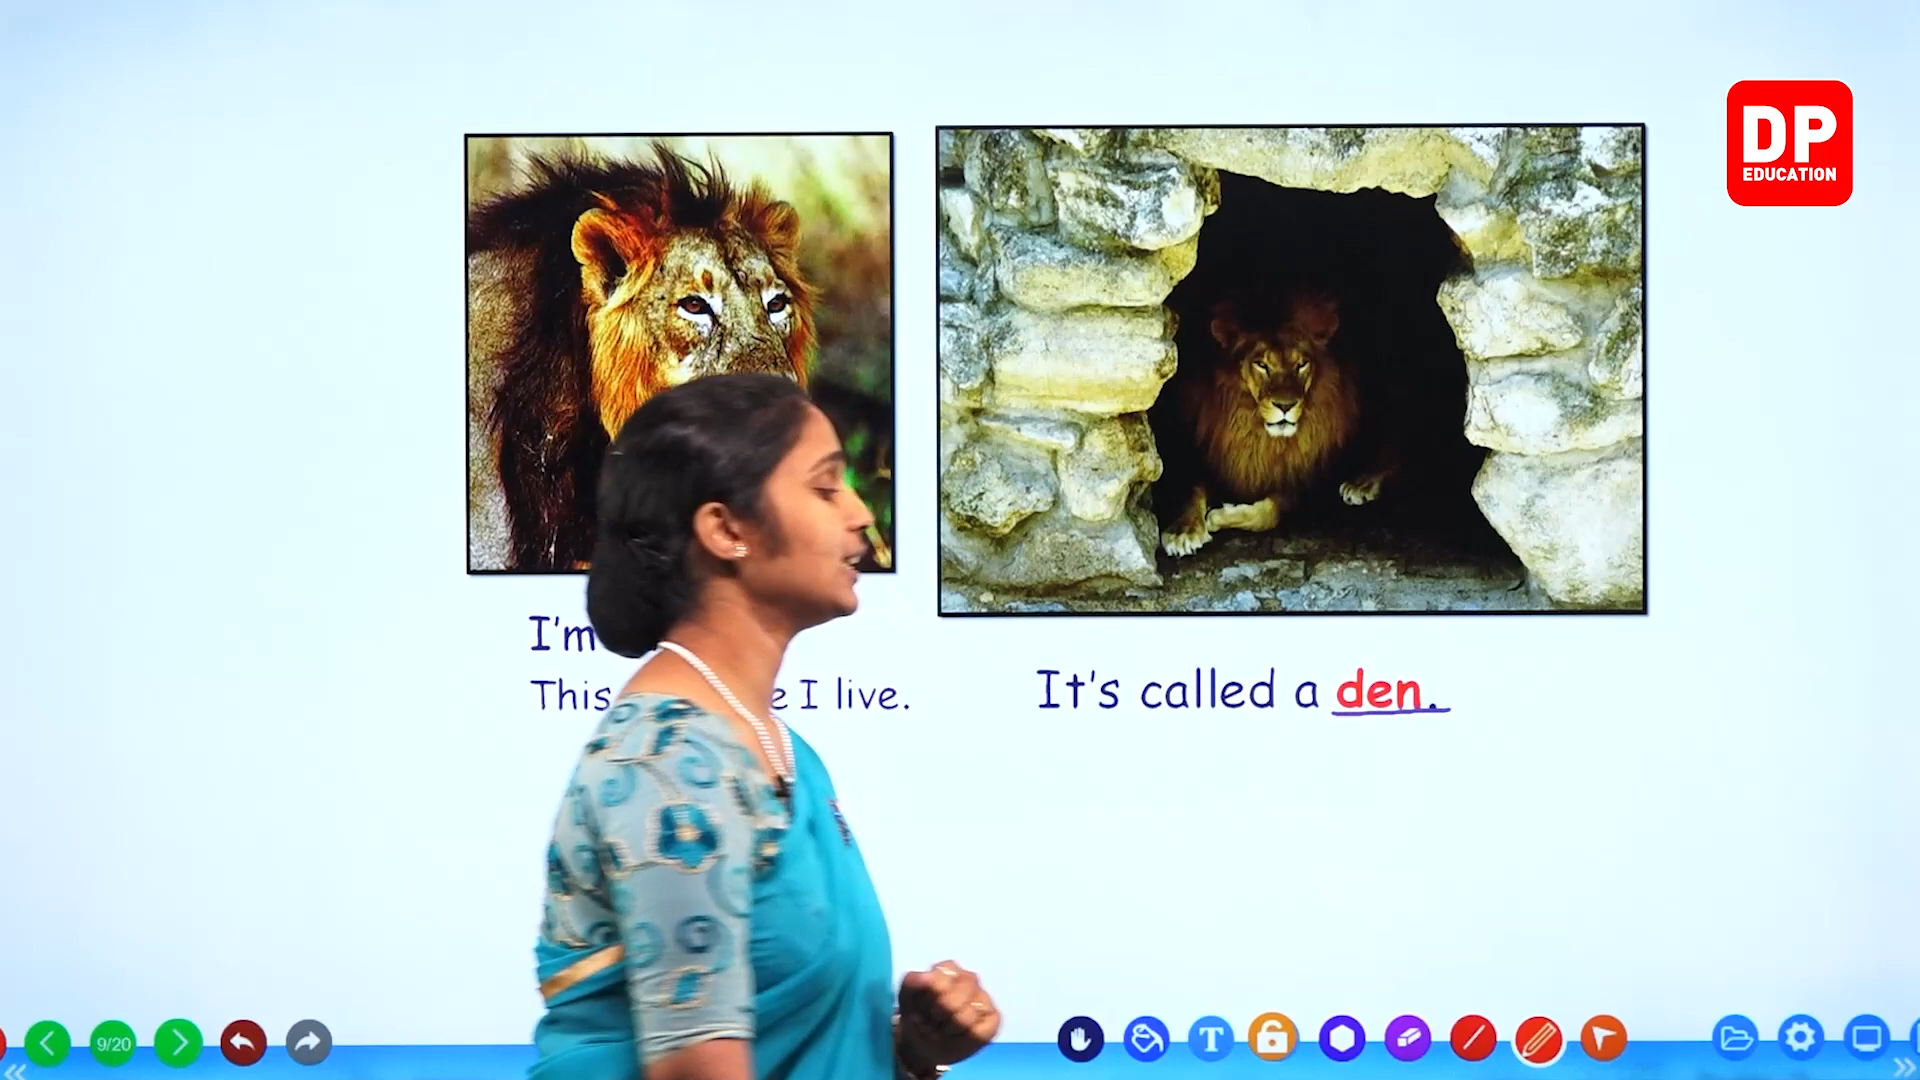 DP
EDUCATION
I'm
This e I live.
It's called a den.
9/20
T